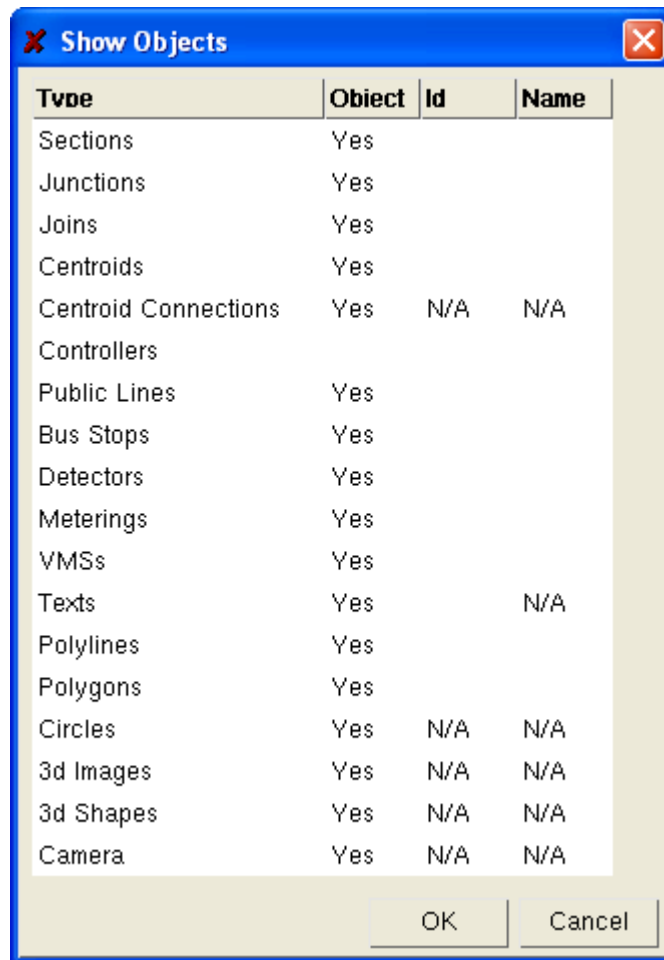 Show Objects
Type Object Id Name
Sections Yes
Junctions Yes
Joins Yes
Centroids Yes
Centroid Connections Yes N/A N/A
Controllers
Public Lines Yes
Bus Stops Yes
Detectors Yes
Meterings Yes
VMSs Yes
Texts Yes N/A
Polylines Yes
Polygons Yes
Circles Yes N/A N/A
3d Images Yes N/A N/A
3d Shapes Yes N/A N/A
Camera Yes N/A N/A
OK Cancel